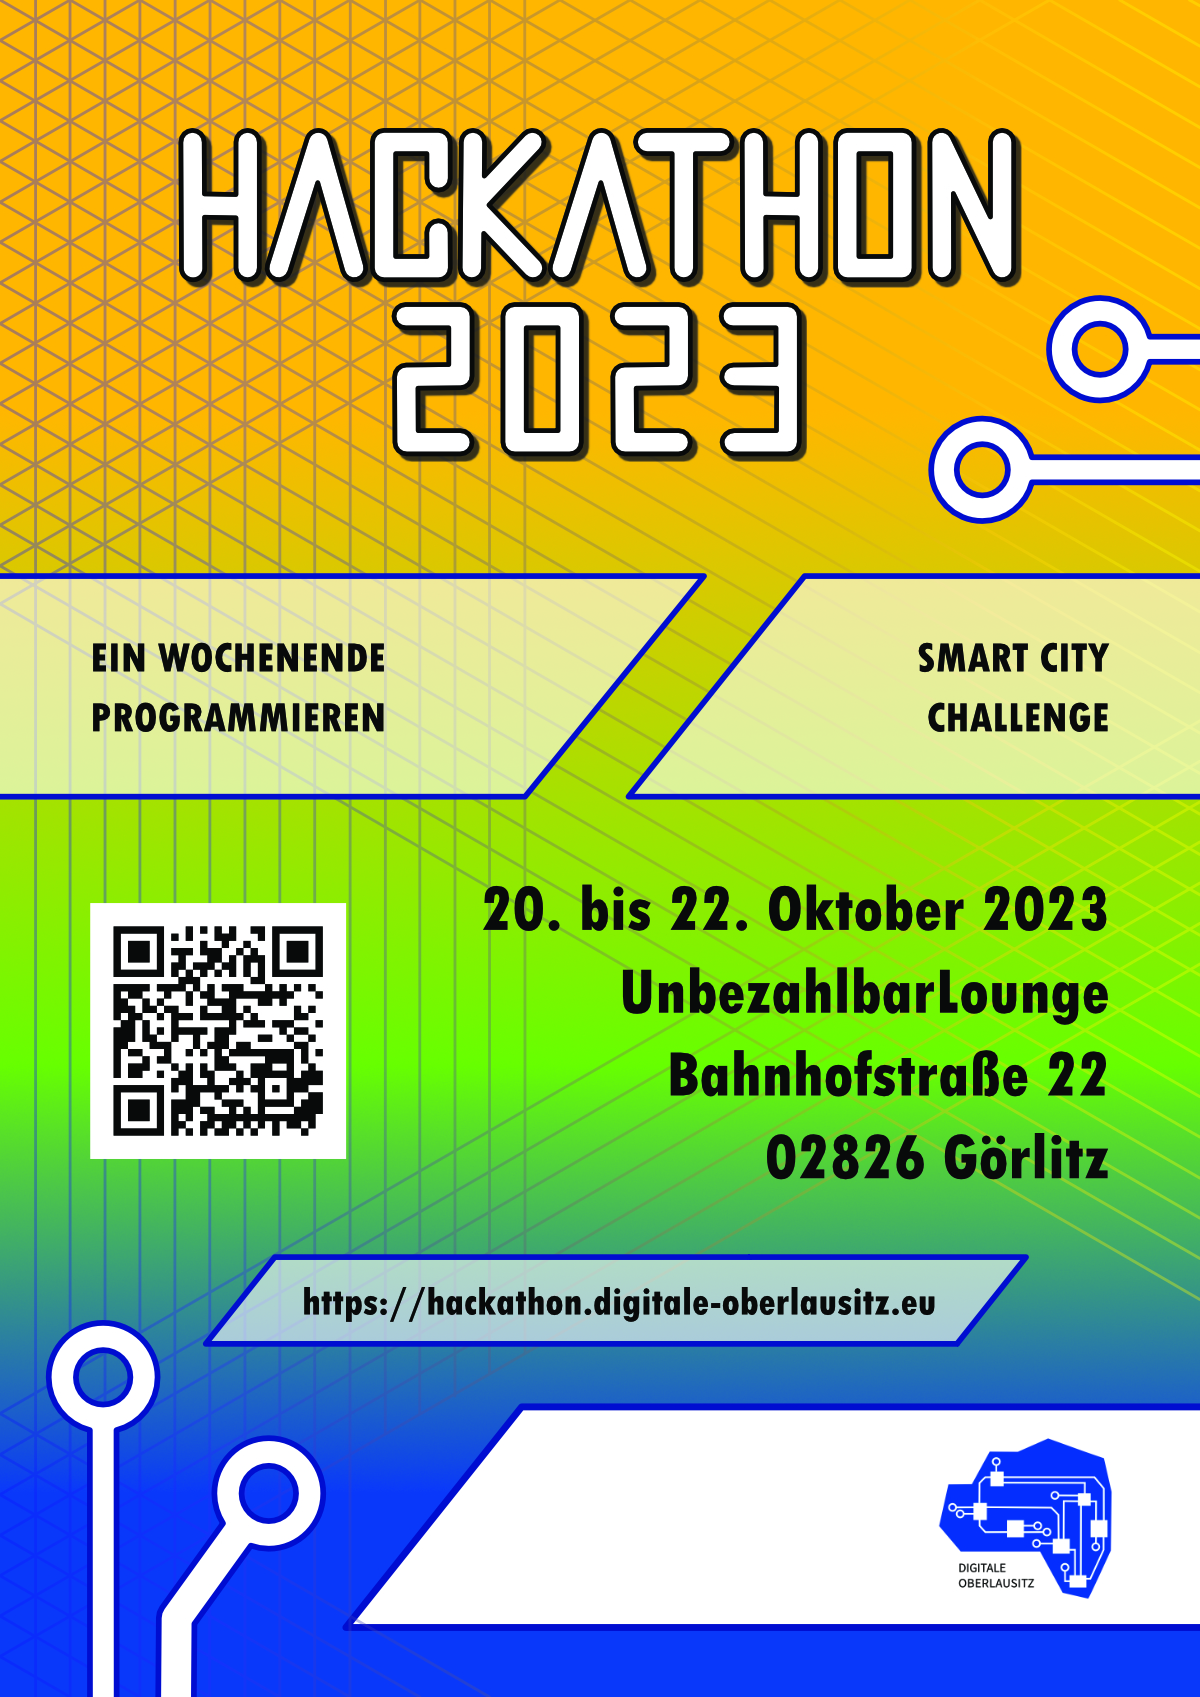 HACKATHON
2023
EIN WOCHENENDE
PROGRAMMIEREN
SMART CITY
CHALLENGE
20. bis 22. Oktober 2023
UnbezahlbarLounge
Bahnhofstraße 22
02826 Görlitz
https://hackathon.digitale-oberlausitz.eu
DIGITALE
OBERLAUSITZ